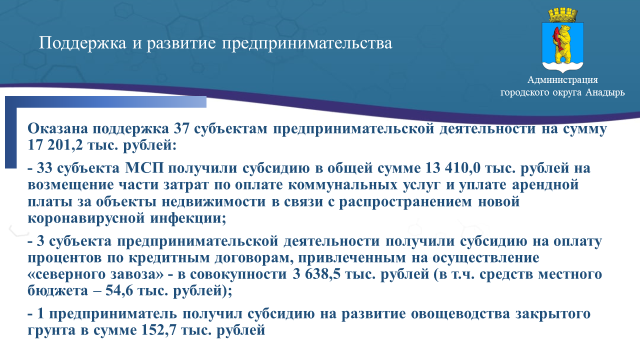 Поддержка и развитие предпринимательства
Администрация
городского округа Анадырь
Оказана поддержка 37 субъектам предпринимательской деятельности на сумму
17 201,2 тыс. рублей:
- 33 субъекта МСП получили субсидию в общей сумме 13 410,0 тыс. рублей на
возмещение части затрат по оплате коммунальных услуг и уплате арендной
платы за объекты недвижимости в связи с распространением новой
коронавирусной инфекции;
- 3 субъекта предпринимательской деятельности получили субсидию на оплату
процентов по кредитным договорам, привлеченным на осуществление
«северного завоза» - в совокупности 3 638,5 тыс. рублей (в т.ч. средств местного
бюджета – 54,6 тыс. рублей);
- 1 предприниматель получил субсидию на развитие овощеводства закрытого
грунта в сумме 152,7 тыс. рублей